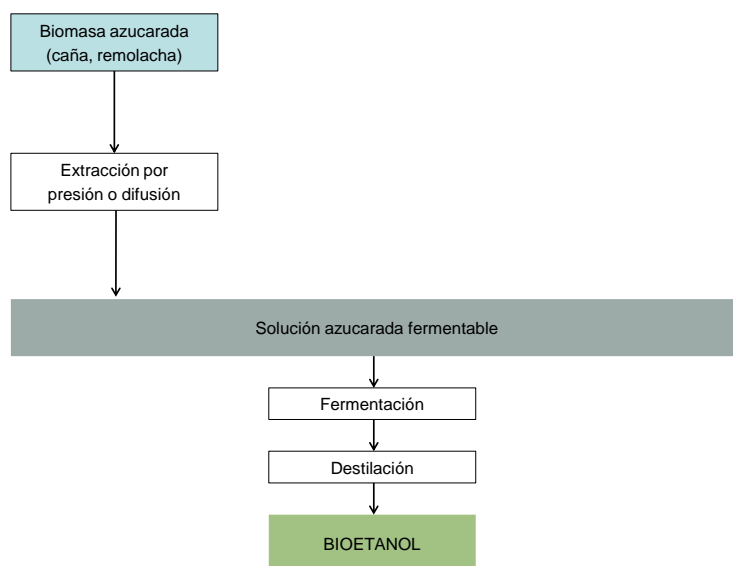 Biomasa azucarada
(caña, remolacha)
Extracción por
presión o difusión
Solución azucarada fermentable
Fermentación
Destilación
BIOETANOL